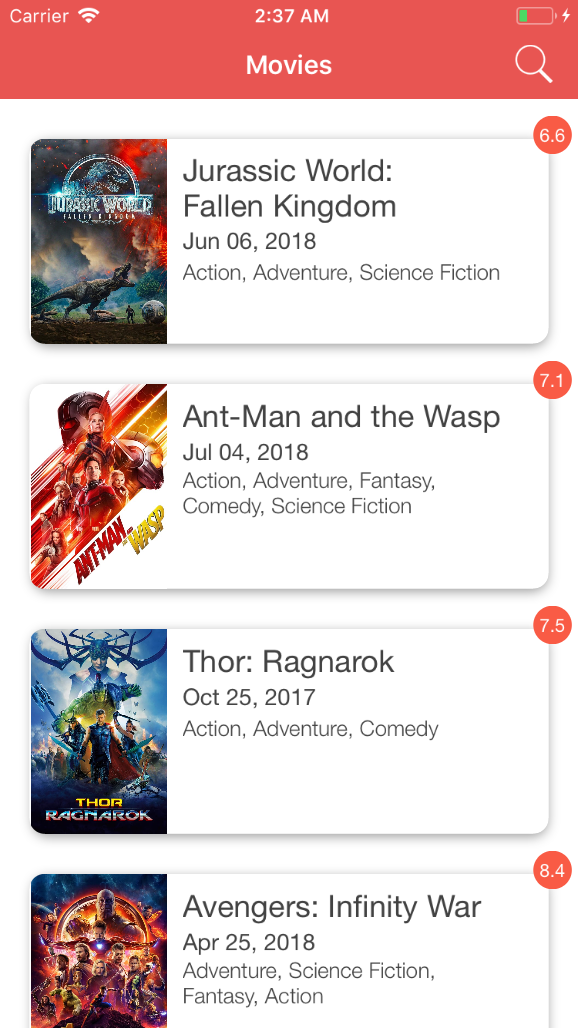 Carrier
2:37 AM
Movies
6.6
JURASSIC WORLD
FALLEN KINGDOM
Jurassic World:
Fallen Kingdom
Jun 06, 2018
Action, Adventure, Science Fiction
7.1
ANT-MAN
AND THE
WASP
Ant-Man and the Wasp
Jul 04, 2018
Action, Adventure, Fantasy,
Comedy, Science Fiction
7.5
THOR
RAGNAROK
Thor: Ragnarok
Oct 25, 2017
Action, Adventure, Comedy
8.4
Avengers: Infinity War
Apr 25, 2018
Adventure, Science Fiction,
Fantasy, Action